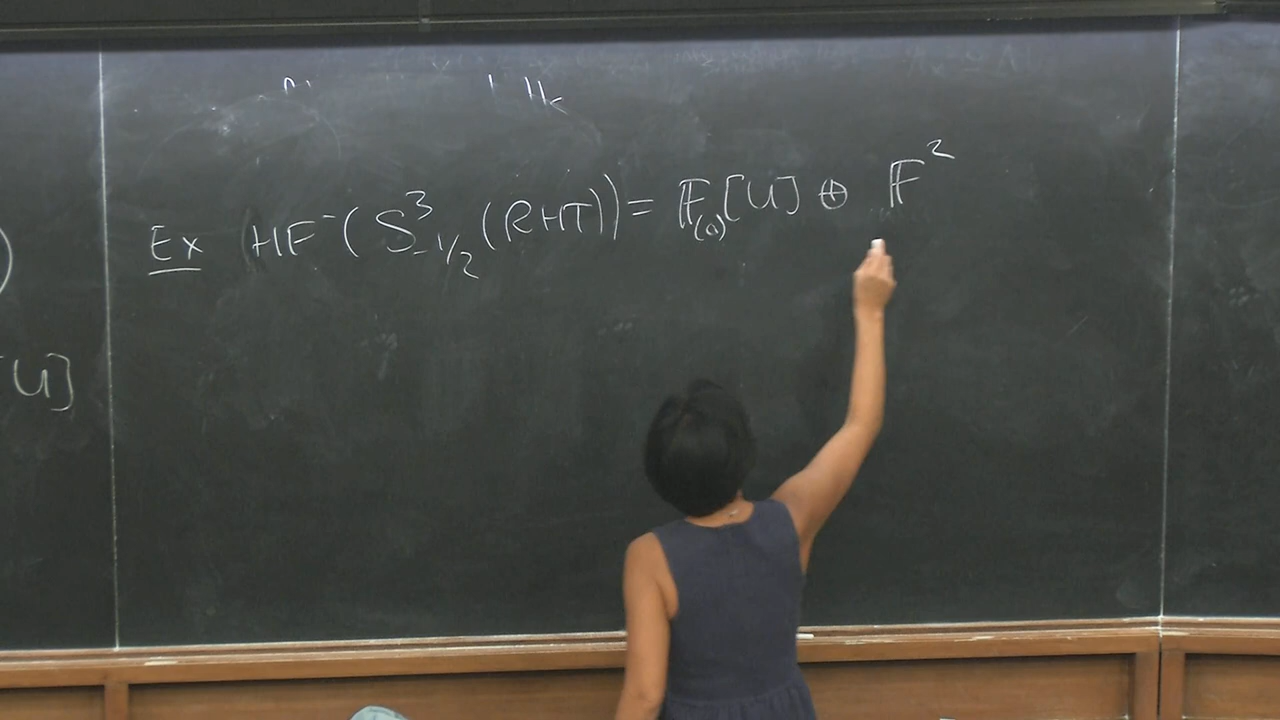 Ex HF⁻(S³₋₁/₂(RHT)) = 𝔽₍₀₎[U] ⊕ 𝔽²
U]